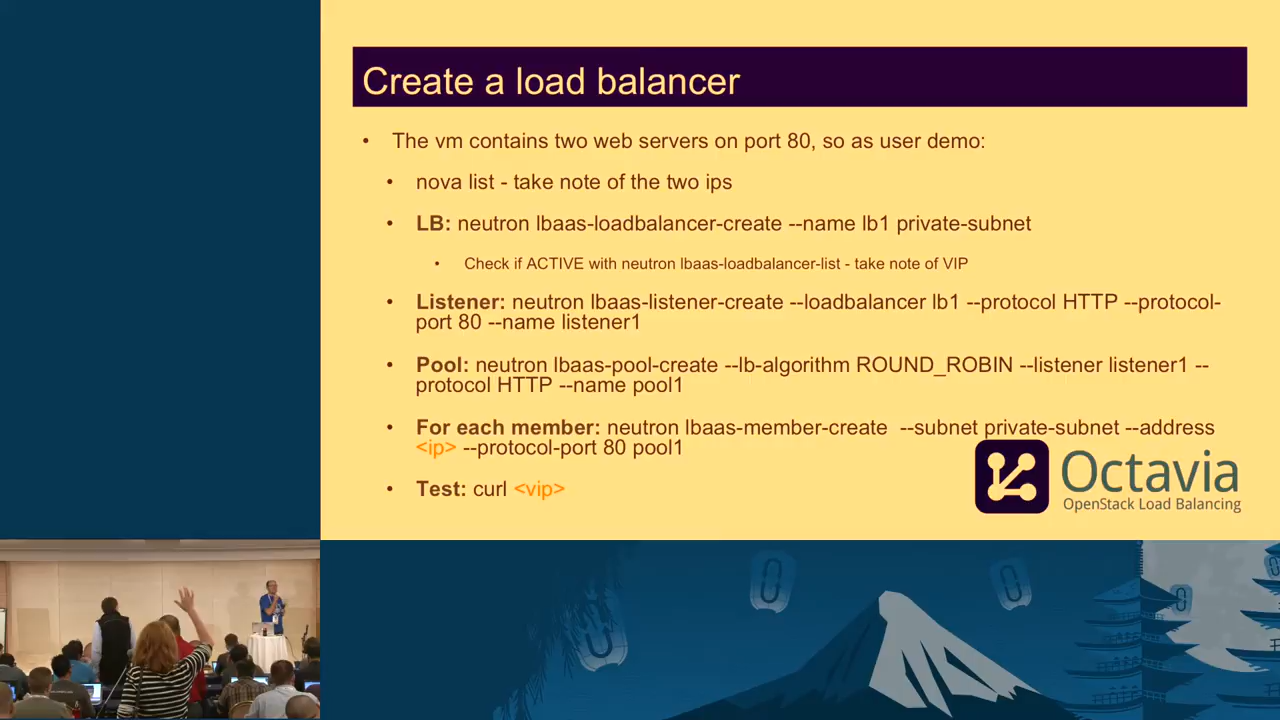 Create a load balancer
• The vm contains two web servers on port 80, so as user demo:
• nova list - take note of the two ips
• LB: neutron lbaas-loadbalancer-create --name lb1 private-subnet
• Check if ACTIVE with neutron lbaas-loadbalancer-list - take note of VIP
• Listener: neutron lbaas-listener-create --loadbalancer lb1 --protocol HTTP --protocol-
port 80 --name listener1
• Pool: neutron lbaas-pool-create --lb-algorithm ROUND_ROBIN --listener listener1 --
protocol HTTP --name pool1
• For each member: neutron lbaas-member-create --subnet private-subnet --address
<ip> --protocol-port 80 pool1
• Test: curl <vip>
Octavia
OpenStack Load Balancing